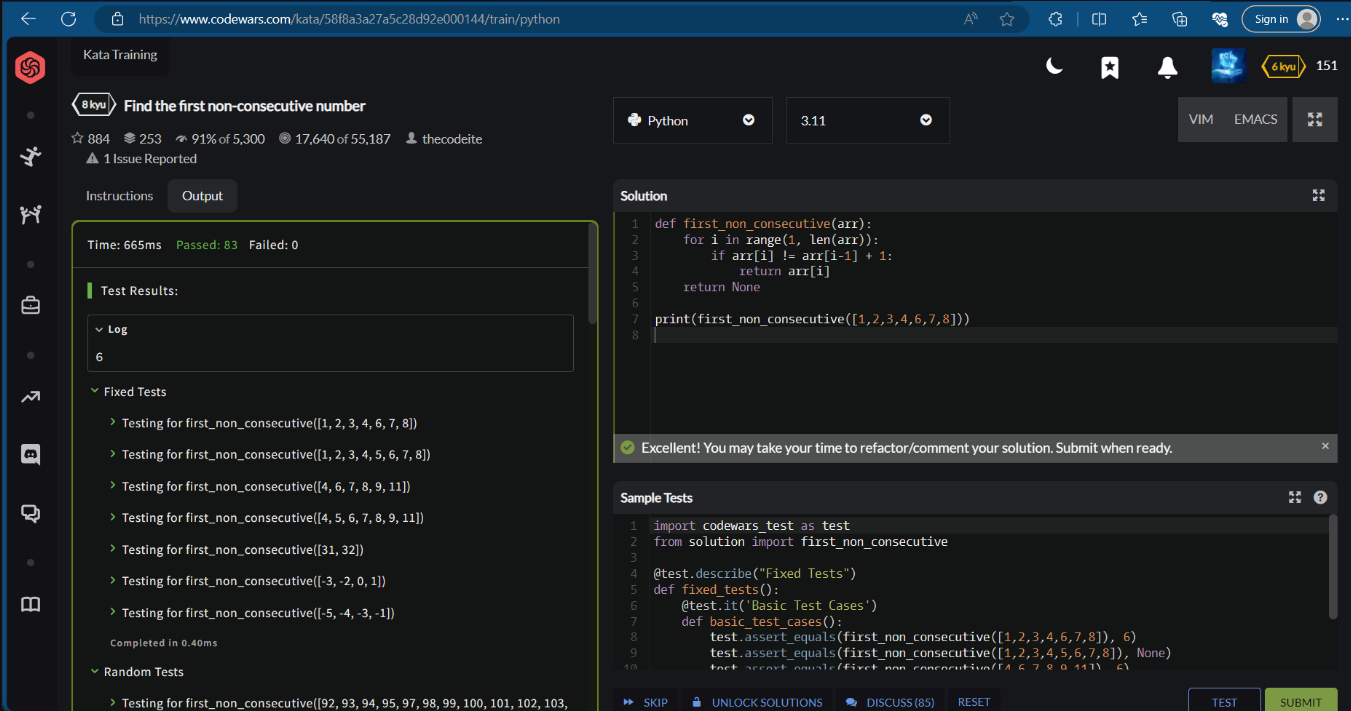 https://www.codewars.com/kata/58f8a3a27a5c28d92e000144/train/python
Sign in
Kata Training
6 kyu 151
8 kyu Find the first non-consecutive number
884 253 91% of 5,300 17,640 of 55,187 thecodeite
1 Issue Reported
Python 3.11 VIM EMACS
Instructions Output
Time: 665ms Passed: 83 Failed: 0
Test Results:
Log
6
Fixed Tests
Testing for first_non_consecutive([1, 2, 3, 4, 6, 7, 8])
Testing for first_non_consecutive([1, 2, 3, 4, 5, 6, 7, 8])
Testing for first_non_consecutive([4, 6, 7, 8, 9, 11])
Testing for first_non_consecutive([4, 5, 6, 7, 8, 9, 11])
Testing for first_non_consecutive([31, 32])
Testing for first_non_consecutive([-3, -2, 0, 1])
Testing for first_non_consecutive([-5, -4, -3, -1])
Completed in 0.40ms
Random Tests
Testing for first_non_consecutive([92, 93, 94, 95, 97, 98, 99, 100, 101, 102, 103,
Solution
1 def first_non_consecutive(arr):
2     for i in range(1, len(arr)):
3         if arr[i] != arr[i-1] + 1:
4             return arr[i]
5     return None
6
7 print(first_non_consecutive([1,2,3,4,6,7,8]))
8
Excellent! You may take your time to refactor/comment your solution. Submit when ready.
Sample Tests
1 import codewars_test as test
2 from solution import first_non_consecutive
3
4 @test.describe("Fixed Tests")
5 def fixed_tests():
6     @test.it('Basic Test Cases')
7     def basic_test_cases():
8         test.assert_equals(first_non_consecutive([1,2,3,4,6,7,8]), 6)
9         test.assert_equals(first_non_consecutive([1,2,3,4,5,6,7,8]), None)
10         test.assert_equals(first_non_consecutive([4,6,7,8,9,11]), 6)
SKIP UNLOCK SOLUTIONS DISCUSS (85) RESET TEST SUBMIT